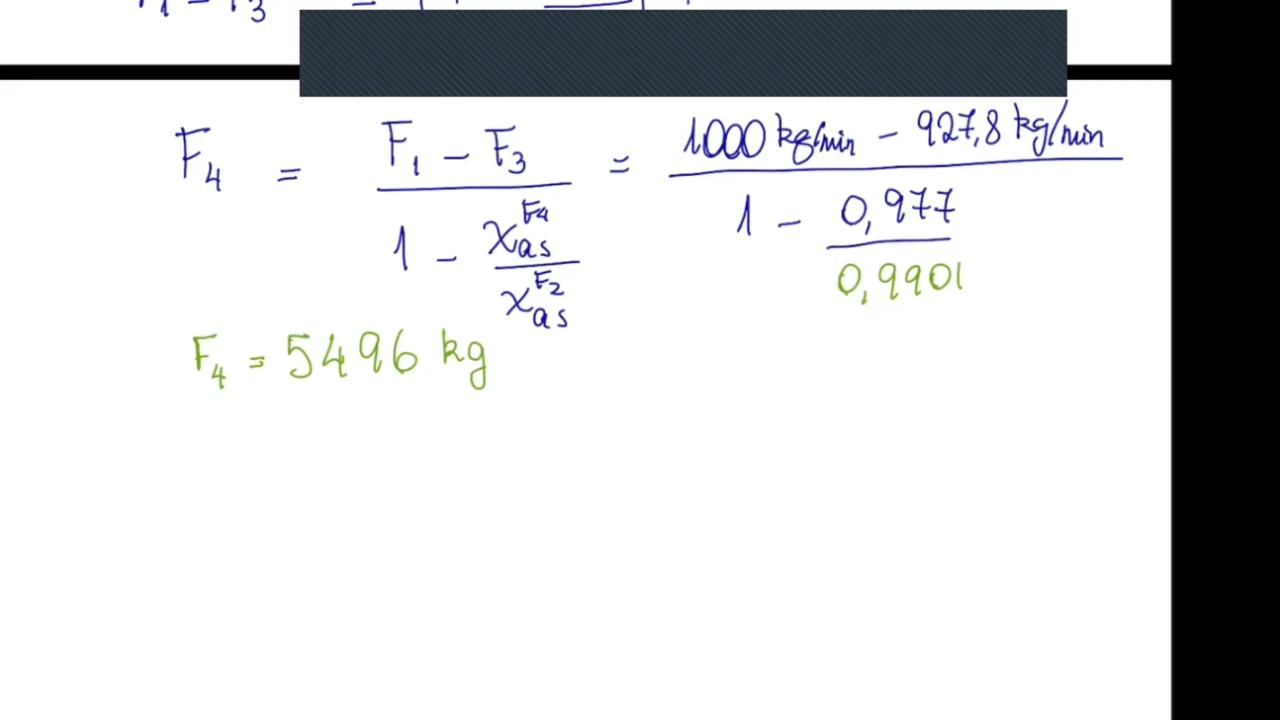 F₄ = (F₁ − F₃) / (1 − x_as^F4 / x_as^F2) = (1000 kg/min − 927,8 kg/min) / (1 − 0,977 / 0,9901)
F₄ = 5496 kg